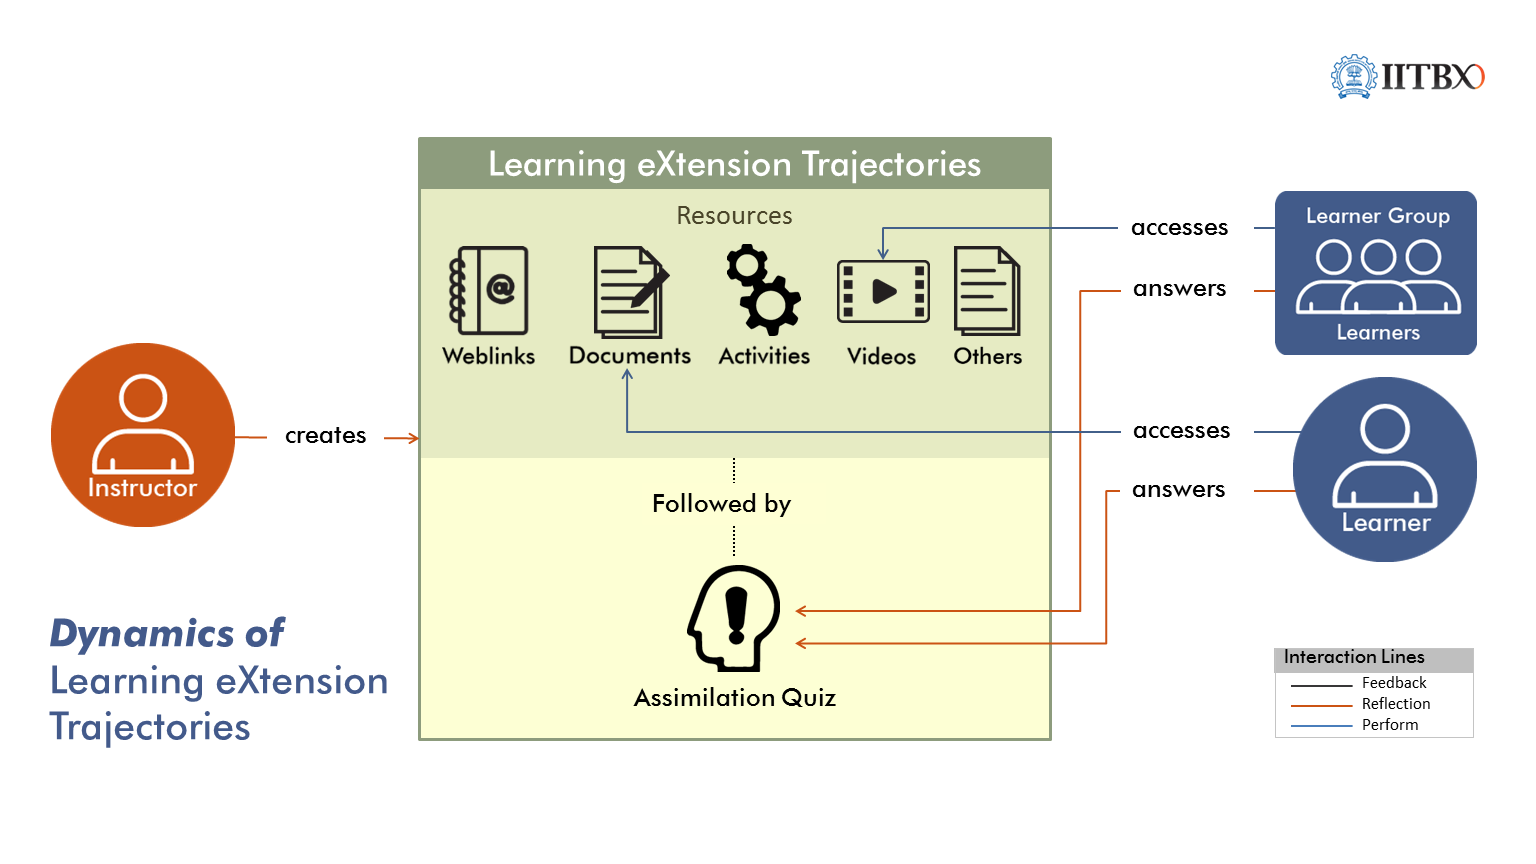 IITBX
Learning eXtension Trajectories
Resources
@
Weblinks
Documents
Activities
Videos
Others
accesses
answers
Learner Group
Learners
Instructor
creates
accesses
answers
Learner
Followed by
!
Assimilation Quiz
Dynamics of
Learning eXtension
Trajectories
Interaction Lines
Feedback
Reflection
Perform